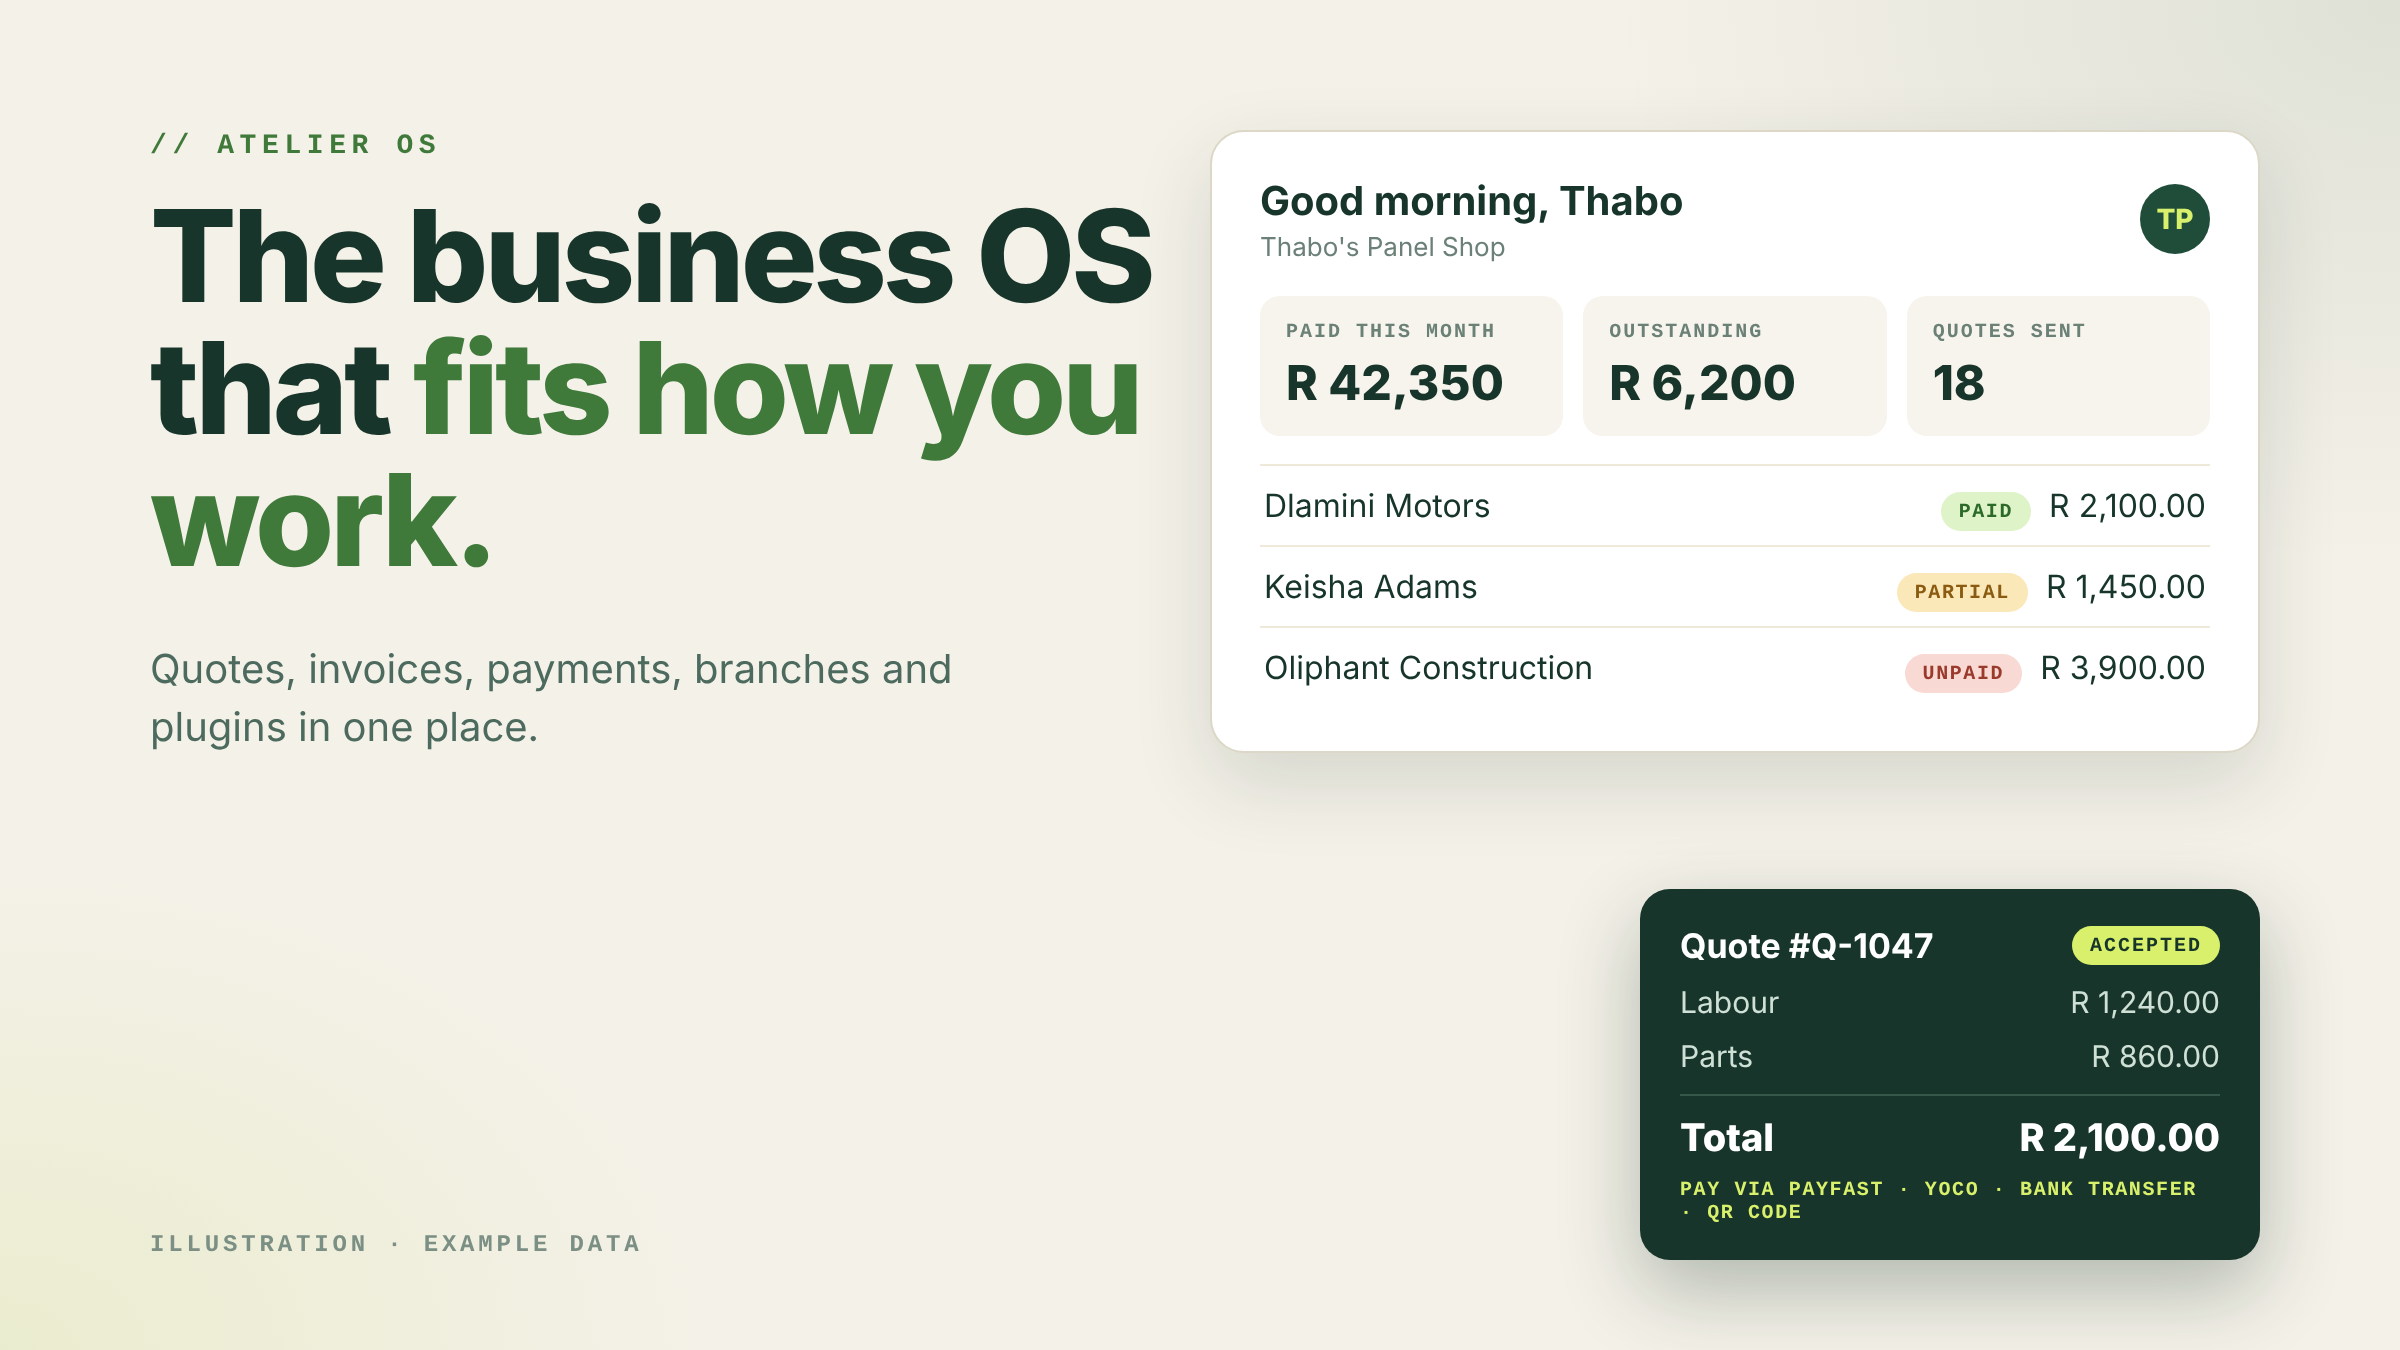 // ATELIER OS
The business OS
that fits how you
work.
Quotes, invoices, payments, branches and
plugins in one place.
ILLUSTRATION · EXAMPLE DATA
Good morning, Thabo
Thabo's Panel Shop
TP
PAID THIS MONTH
R 42,350
OUTSTANDING
R 6,200
QUOTES SENT
18
Dlamini Motors PAID R 2,100.00
Keisha Adams PARTIAL R 1,450.00
Oliphant Construction UNPAID R 3,900.00
Quote #Q-1047 ACCEPTED
Labour R 1,240.00
Parts R 860.00
Total R 2,100.00
PAY VIA PAYFAST · YOCO · BANK TRANSFER
· QR CODE